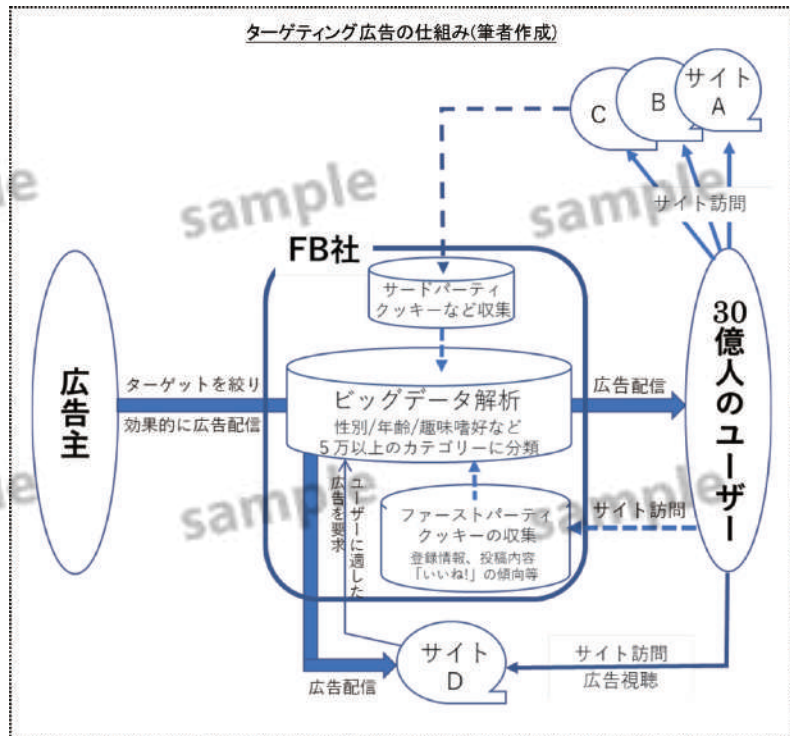 ターゲティング広告の仕組み(筆者作成)
サイト
A
B
C
サイト訪問
sample
sample
sample
FB社
サードパーティ
クッキーなど収集
広告主
ターゲットを絞り
効果的に広告配信
ビッグデータ解析
性別/年齢/趣味嗜好など
5万以上のカテゴリーに分類
広告配信
30億人のユーザー
ユーザーに適した
広告を要求
sample
sample
sample
ファーストパーティ
クッキーの収集
登録情報、投稿内容
「いいね!」の傾向等
サイト訪問
サイト
D
広告配信
サイト訪問
広告視聴